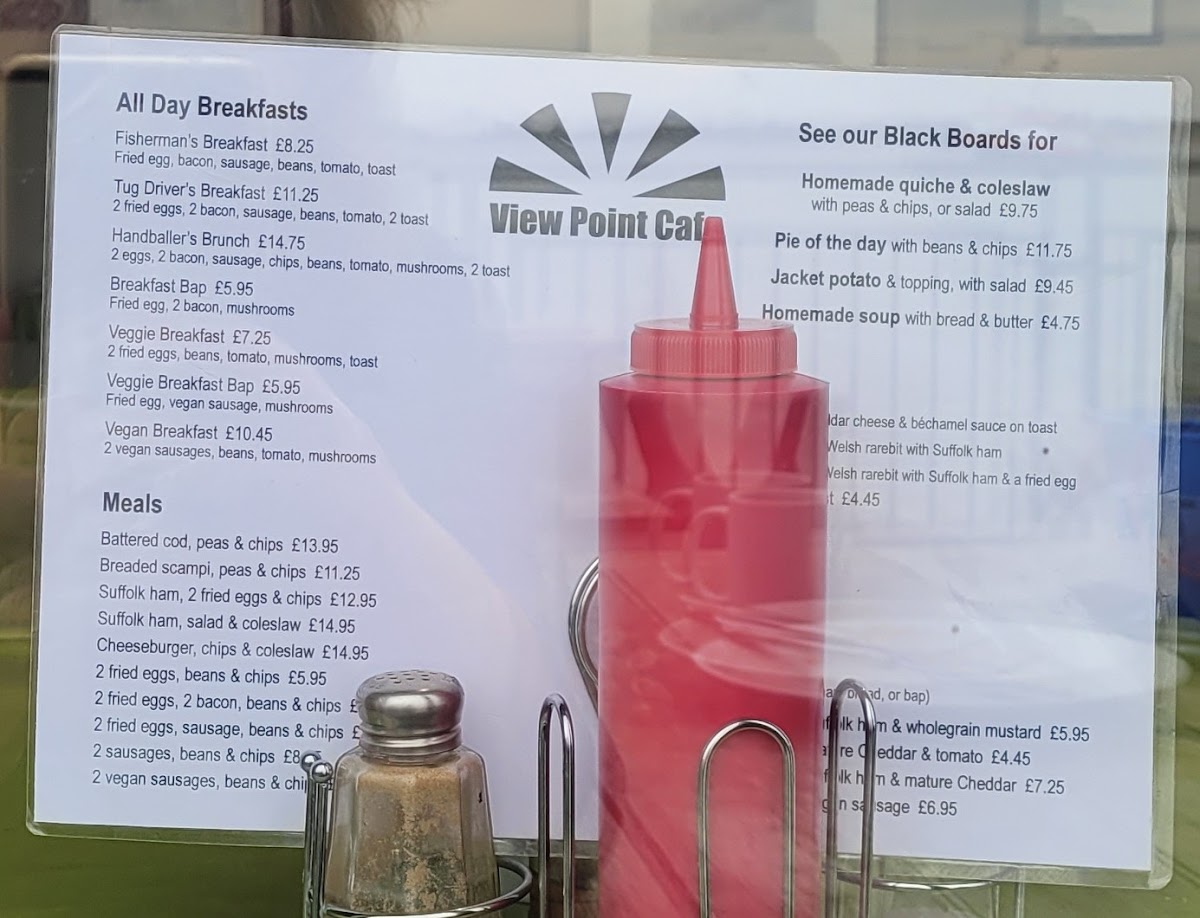 All Day Breakfasts
Fisherman's Breakfast £8.25
Fried egg, bacon, sausage, beans, tomato, toast
Tug Driver's Breakfast £11.25
2 fried eggs, 2 bacon, sausage, beans, tomato, 2 toast
Handballer's Brunch £14.75
2 eggs, 2 bacon, sausage, chips, beans, tomato, mushrooms, 2 toast
Breakfast Bap £5.95
Fried egg, 2 bacon, mushrooms
Veggie Breakfast £7.25
2 fried eggs, beans, tomato, mushrooms, toast
Veggie Breakfast Bap £5.95
Fried egg, vegan sausage, mushrooms
Vegan Breakfast £10.45
2 vegan sausages, beans, tomato, mushrooms
Meals
Battered cod, peas & chips £13.95
Breaded scampi, peas & chips £11.25
Suffolk ham, 2 fried eggs & chips £12.95
Suffolk ham, salad & coleslaw £14.95
Cheeseburger, chips & coleslaw £14.95
2 fried eggs, beans & chips £5.95
2 fried eggs, 2 bacon, beans & chips £
2 fried eggs, sausage, beans & chips £
2 sausages, beans & chips £8
2 vegan sausages, beans &
View Point
See our Black Boards for
Homemade quiche & coleslaw
with peas & chips, or salad £9.75
Pie of the day with beans & chips £11.75
Jacket potato & topping, with salad £9.45
Homemade soup with bread & butter £4.75
cheese & béchamel sauce on toast
Welsh rarebit with Suffolk ham
Welsh rarebit with Suffolk ham & a fried egg
£4.45
or bap)
& wholegrain mustard £5.95
Cheddar & tomato £4.45
& mature Cheddar £7.25
sausage £6.95